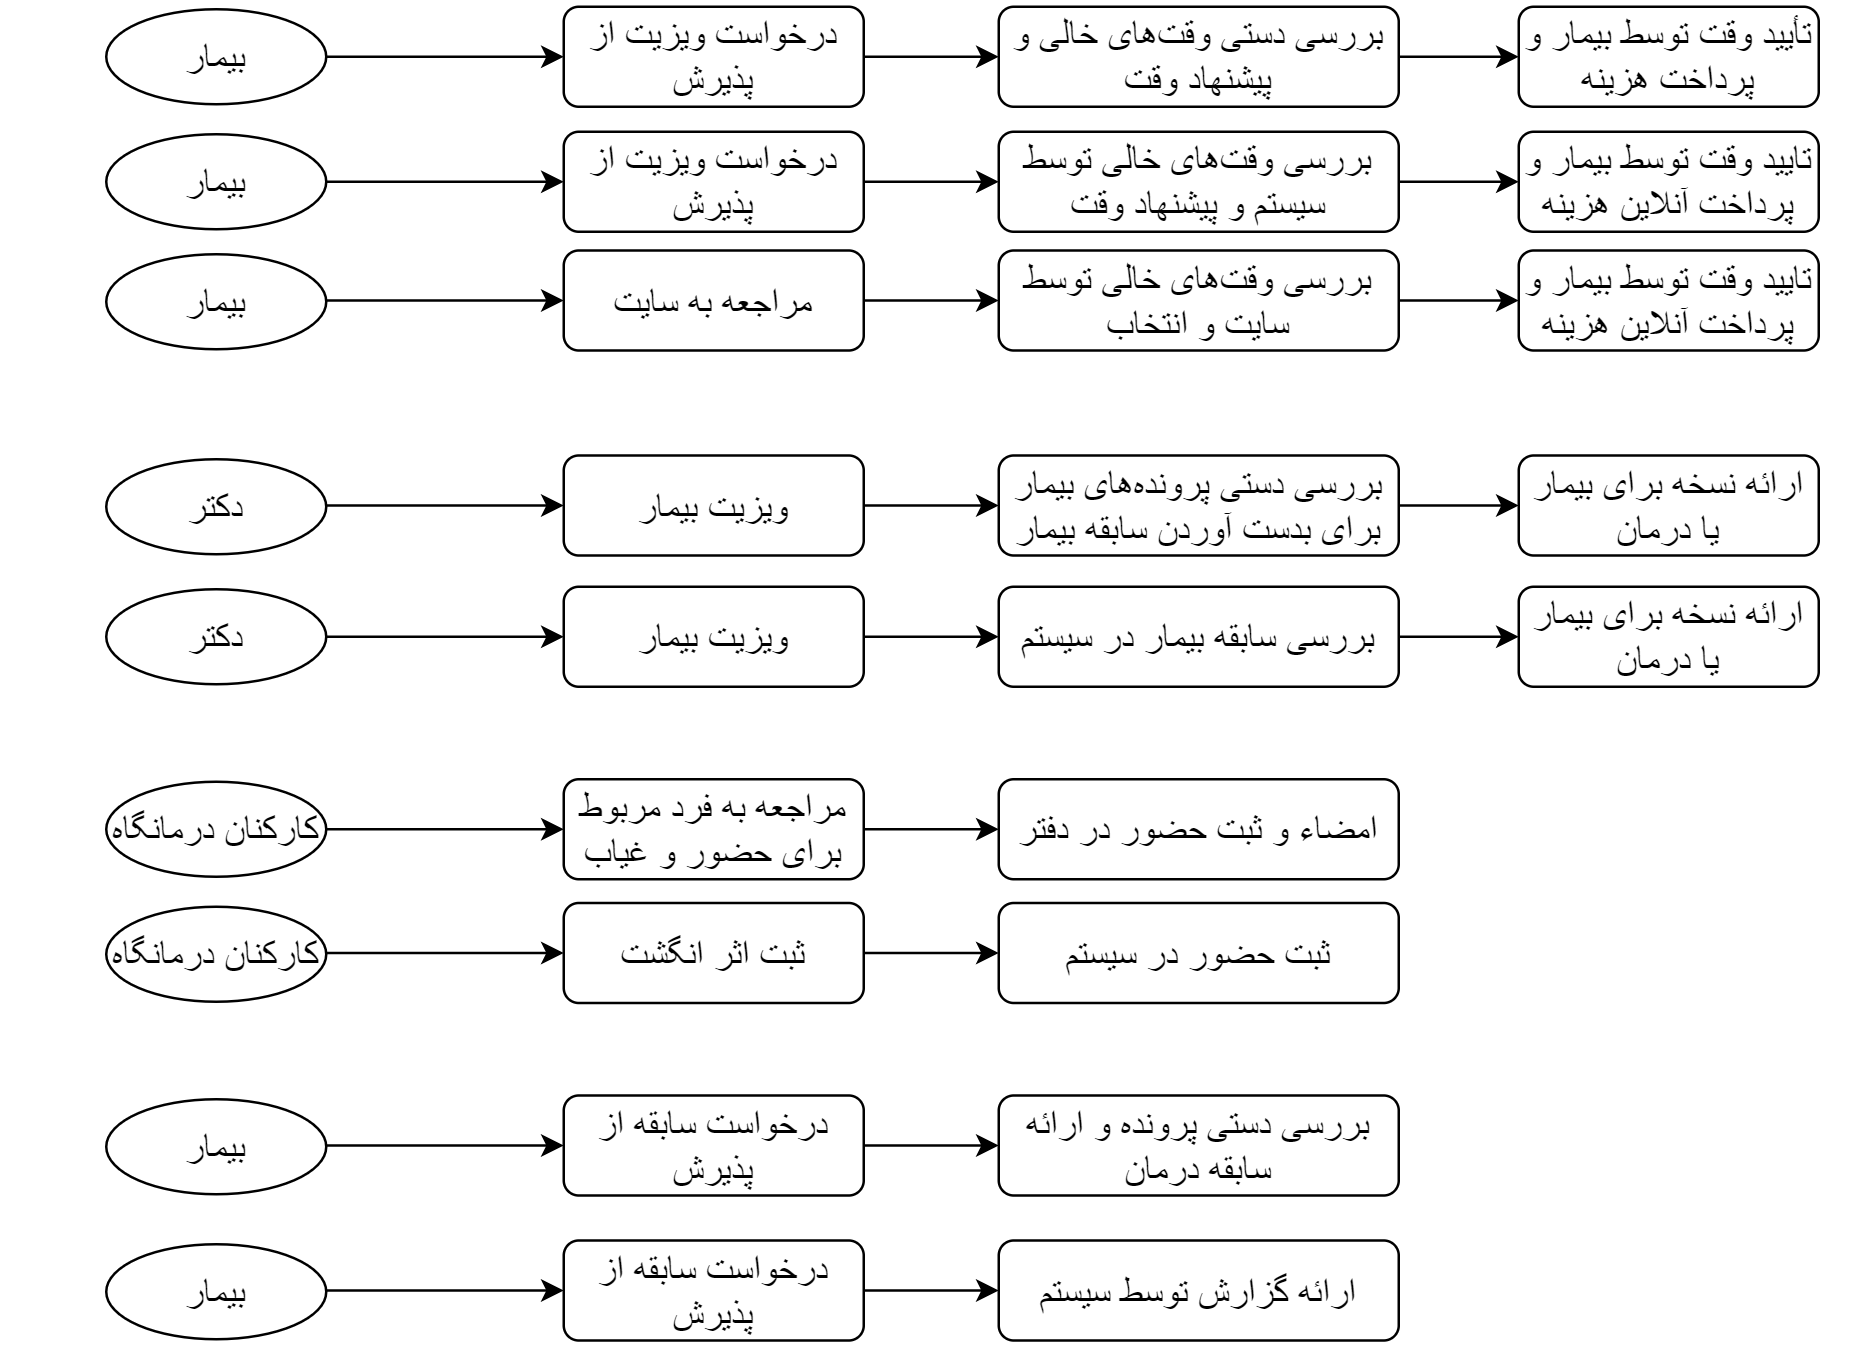 بیمار
درخواست ویزیت از
پذیرش
بررسی دستی وقت‌های خالی و
پیشنهاد وقت
تأیید وقت توسط بیمار و
پرداخت هزینه
بیمار
درخواست ویزیت از
پذیرش
بررسی وقت‌های خالی توسط
سیستم و پیشنهاد وقت
تایید وقت توسط بیمار و
پرداخت آنلاین هزینه
بیمار
مراجعه به سایت
بررسی وقت‌های خالی توسط
سایت و انتخاب
تایید وقت توسط بیمار و
پرداخت آنلاین هزینه
دکتر
ویزیت بیمار
بررسی دستی پرونده‌های بیمار
برای بدست آوردن سابقه بیمار
ارائه نسخه برای بیمار
یا درمان
دکتر
ویزیت بیمار
بررسی سابقه بیمار در سیستم
ارائه نسخه برای بیمار
یا درمان
کارکنان درمانگاه
مراجعه به فرد مربوط
برای حضور و غیاب
امضاء و ثبت حضور در دفتر
کارکنان درمانگاه
ثبت اثر انگشت
ثبت حضور در سیستم
بیمار
درخواست سابقه از
پذیرش
بررسی دستی پرونده و ارائه
سابقه درمان
بیمار
درخواست سابقه از
پذیرش
ارائه گزارش توسط سیستم